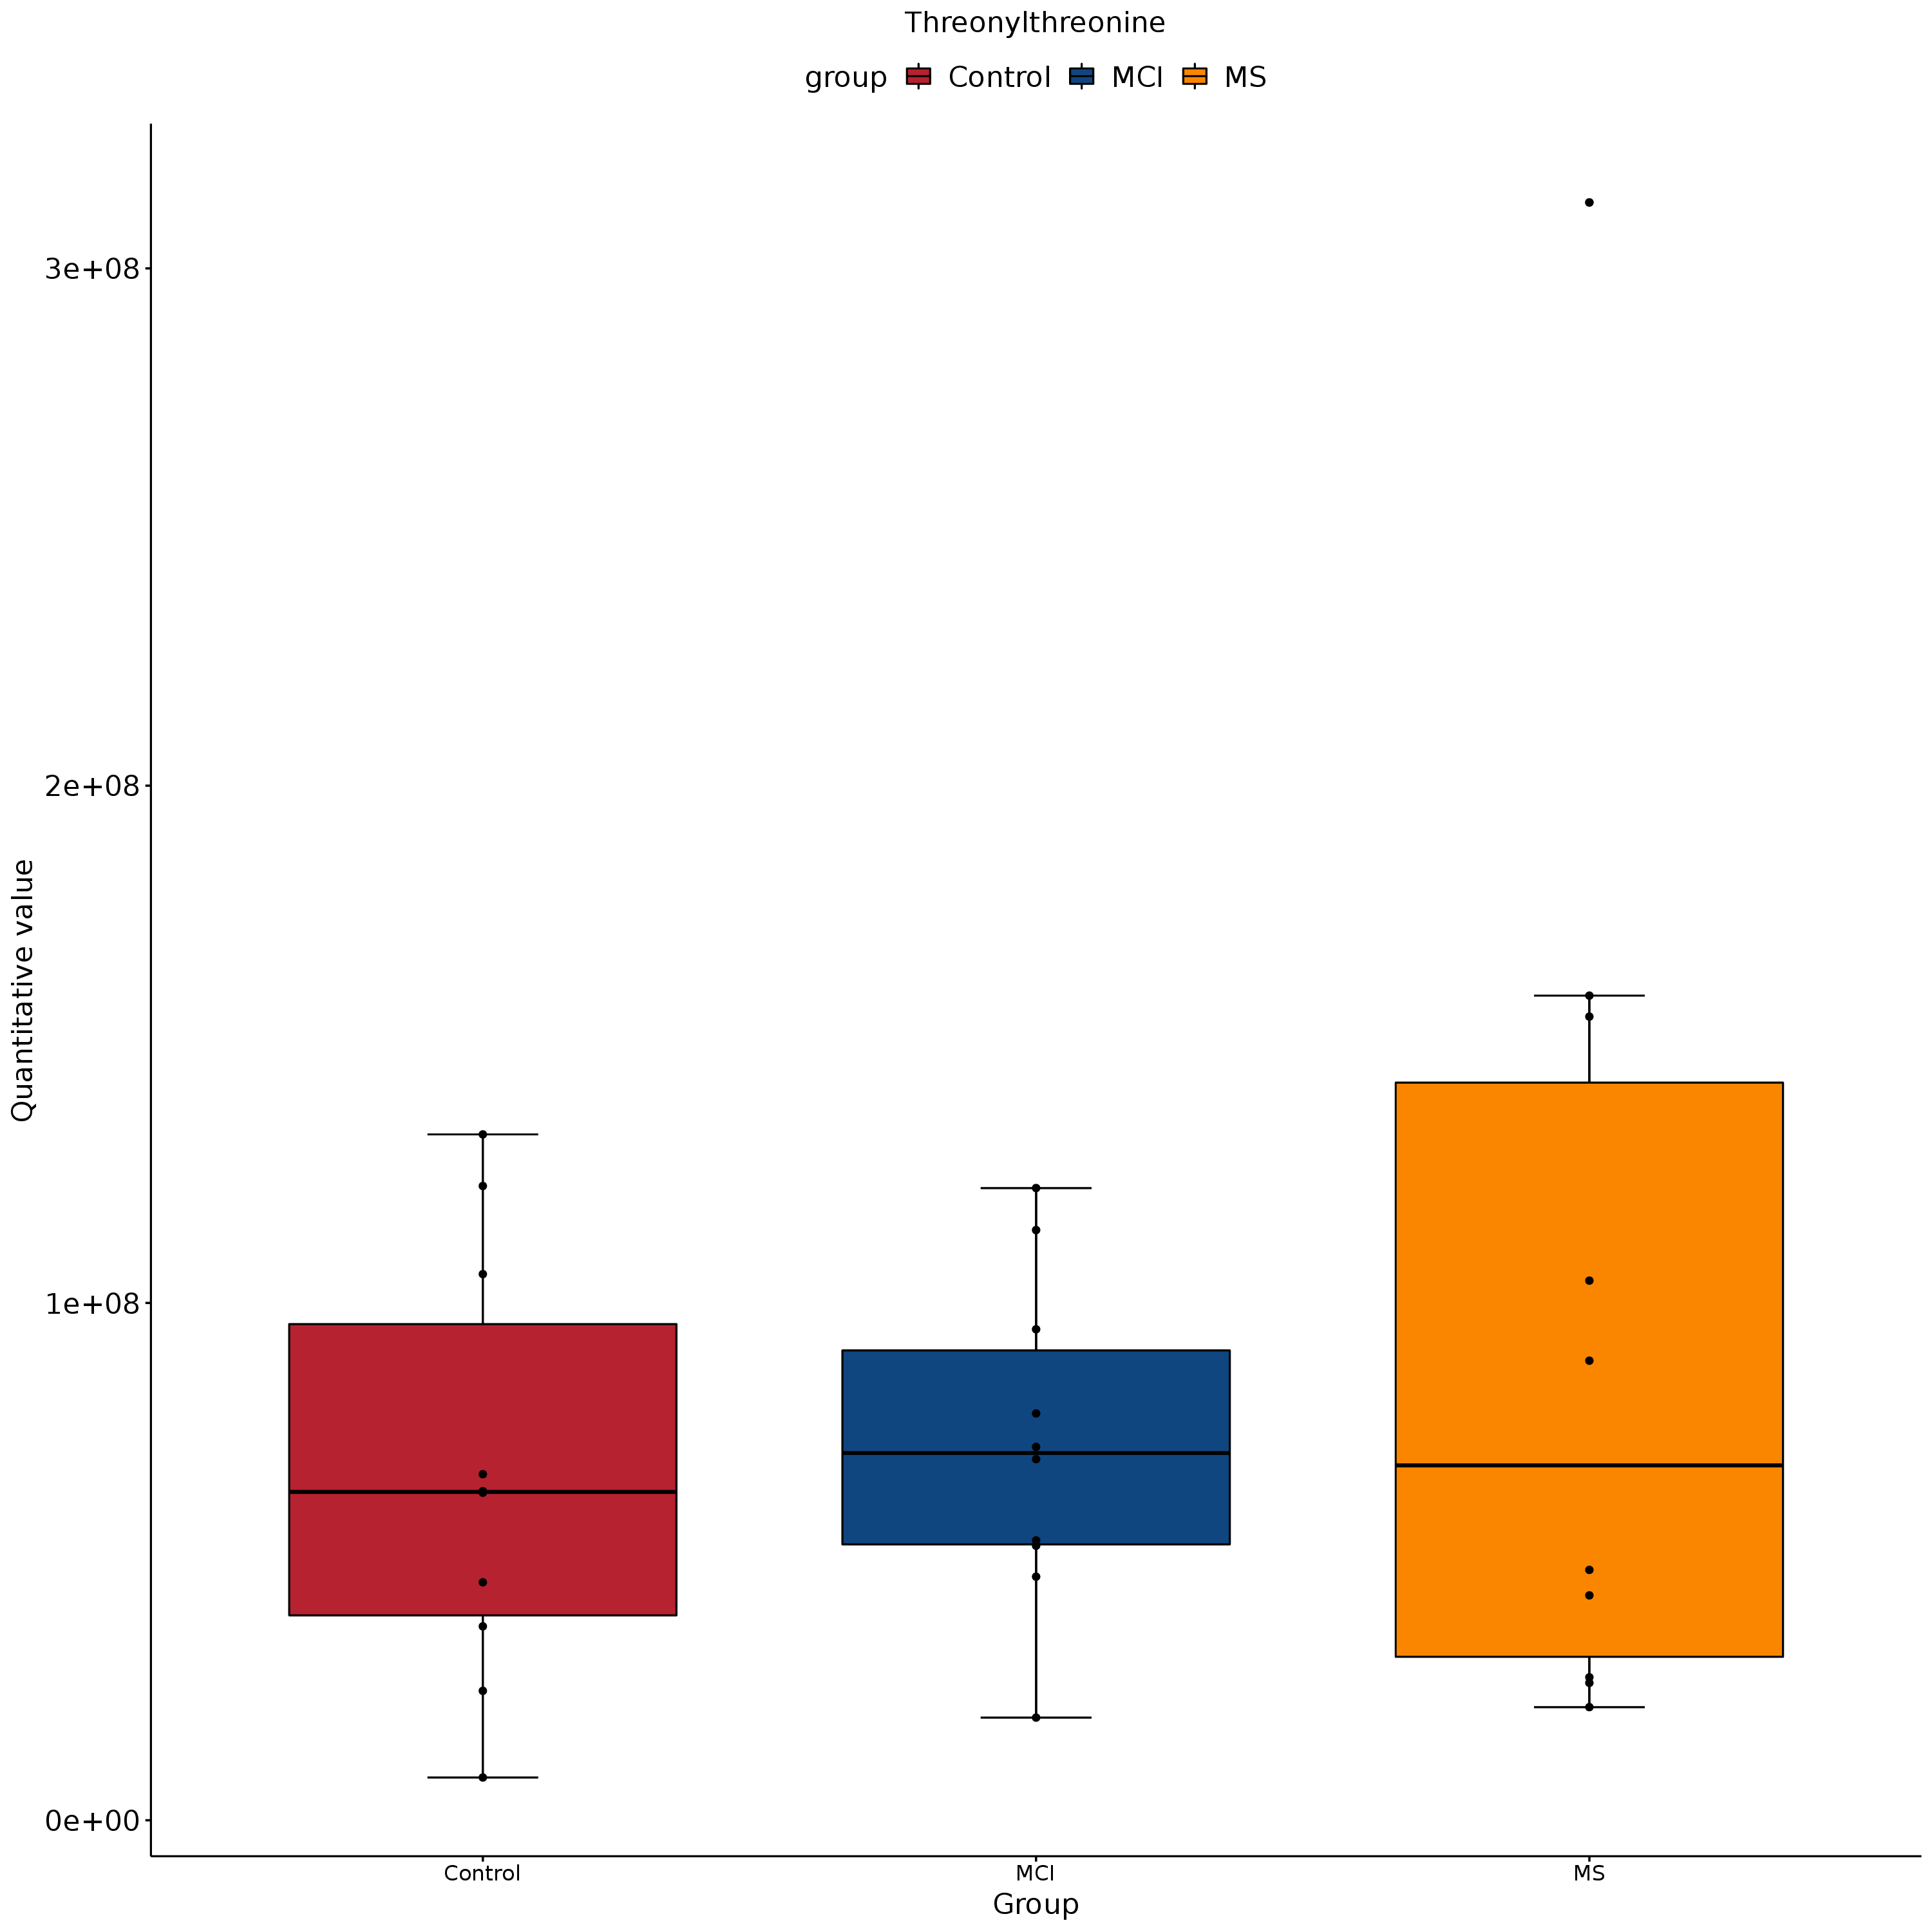 Threonylthreonine
group Control MCI MS
3e+08
2e+08
1e+08
0e+00
Quantitative value
Control MCI MS
Group